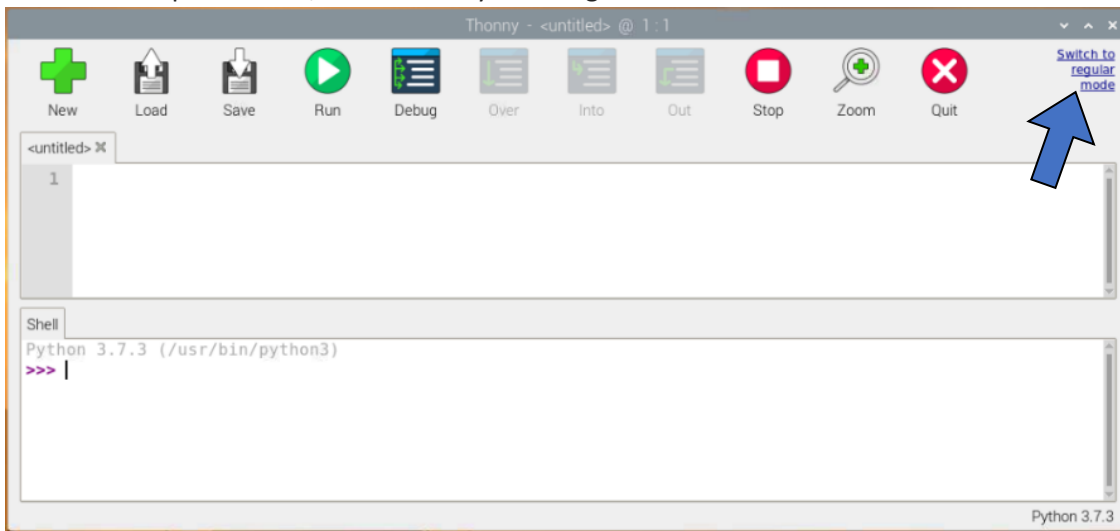 Thonny - <untitled> @ 1:1
Switch to
regular
mode
New Load Save Run Debug Over Into Out Stop Zoom Quit
<untitled>
1
Shell
Python 3.7.3 (/usr/bin/python3)
>>>
Python 3.7.3